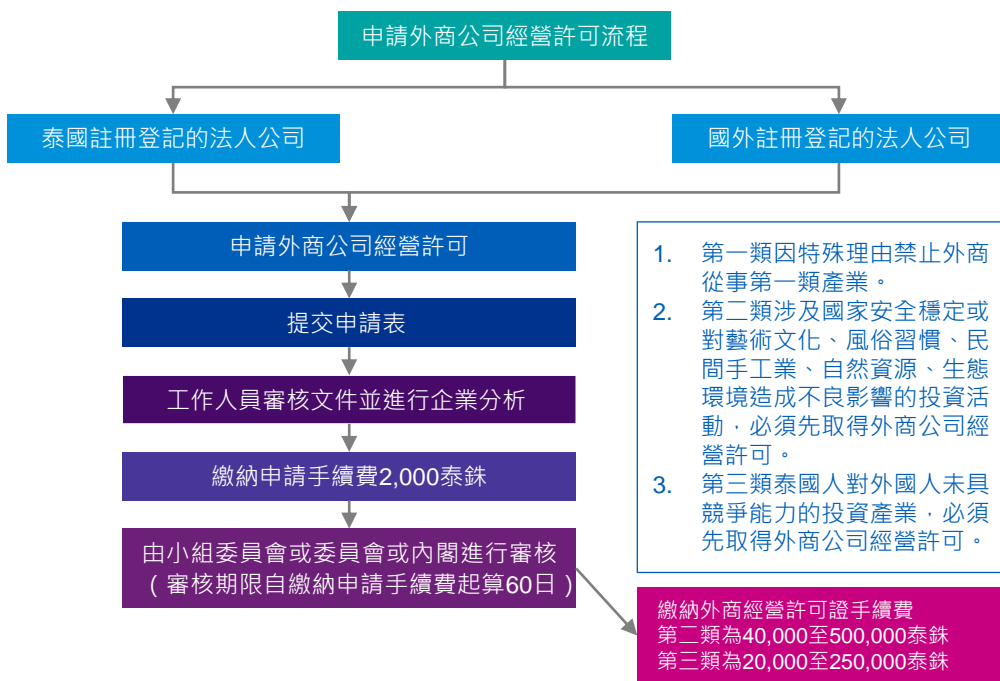 申請外商公司經營許可流程
泰國註冊登記的法人公司
國外註冊登記的法人公司
申請外商公司經營許可
提交申請表
工作人員審核文件並進行企業分析
繳納申請手續費2,000泰銖
由小組委員會或委員會或內閣進行審核
（審核期限自繳納申請手續費起算60日）
1. 第一類因特殊理由禁止外商
從事第一類產業。
2. 第二類涉及國家安全穩定或
對藝術文化、風俗習慣、民
間手工業、自然資源、生態
環境造成不良影響的投資活
動，必須先取得外商公司經
營許可。
3. 第三類泰國人對外國人未具
競爭能力的投資產業，必須
先取得外商公司經營許可。
繳納外商經營許可證手續費
第二類為40,000至500,000泰銖
第三類為20,000至250,000泰銖